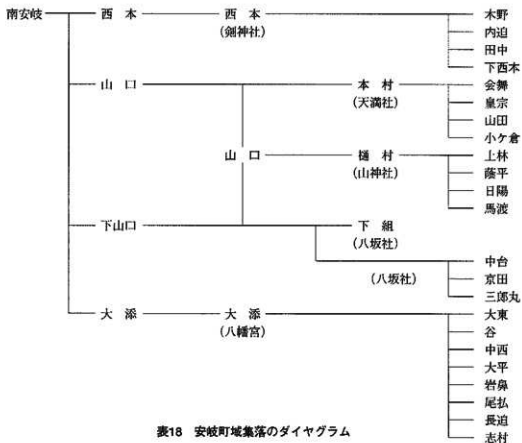 南安岐 西本 西本 木野
(剣神社) 内迫
田中
下西本
山口 本村 会舞
(天満社) 皇宗
山田
小ケ倉
山口 樋村 上林
(山神社) 蔭平
日陽
馬渡
下山口 下組
(八坂社)
中台
(八坂社) 京田
三郎丸
大添 大添 大東
(八幡宮) 谷
中西
大平
岩鼻
尾払
長迫
志村
表18 安岐町域集落のダイヤグラム